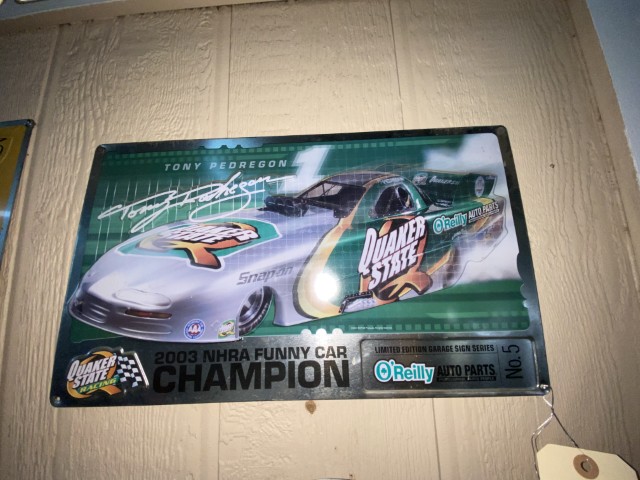 TONY PEDREGON 1
Tony Pedregon
QUAKER
STATE
O'Reilly AUTO PARTS
Snap-on
QUAKER
STATE
RACING
2003 NHRA FUNNY CAR
CHAMPION
LIMITED EDITION GARAGE SIGN SERIES
O'Reilly AUTO PARTS
No. 5